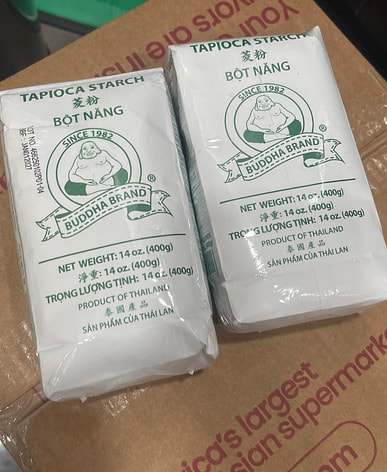 TAPIOCA STARCH
菱粉
BỘT NĂNG
SINCE 1982
BUDDHA BRAND®
NET WEIGHT: 14 oz. (400g)
淨重: 14 oz. (400g)
TRỌNG LƯỢNG TỊNH: 14 oz. (400g)
PRODUCT OF THAILAND
泰國產品
SẢN PHẨM CỦA THÁI LAN
TAPIOCA STARCH
菱粉
BỘT NĂNG
SINCE 1982
BUDDHA BRAND®
NET WEIGHT: 14 oz. (400g)
淨重: 14 oz. (400g)
TRỌNG LƯỢNG TỊNH: 14 oz. (400g)
PRODUCT OF THAILAND
泰國產品
SẢN PHẨM CỦA THÁI LAN
ica's largest
sian supermarke
.com